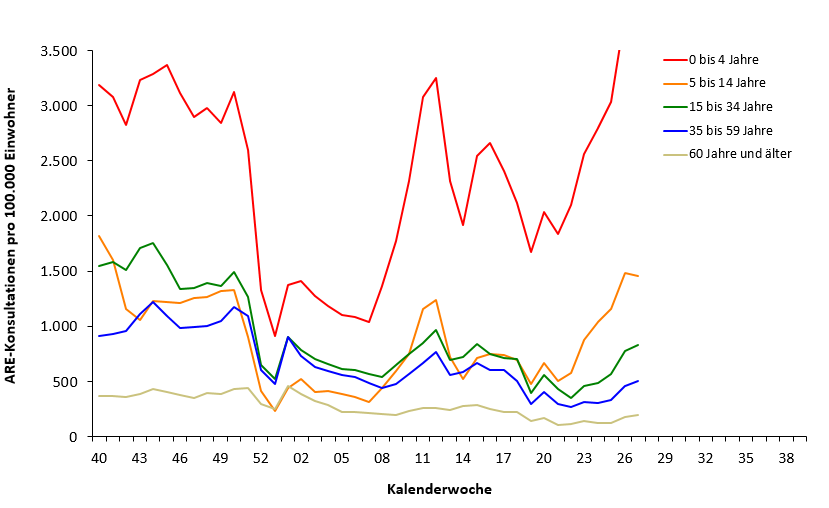 ARE-Konsultationen pro 100.000 Einwohner
3.500
3.000
2.500
2.000
1.500
1.000
500
0
40 43 46 49 52 02 05 08 11 14 17 20 23 26 29 32 35 38
Kalenderwoche
0 bis 4 Jahre
5 bis 14 Jahre
15 bis 34 Jahre
35 bis 59 Jahre
60 Jahre und älter